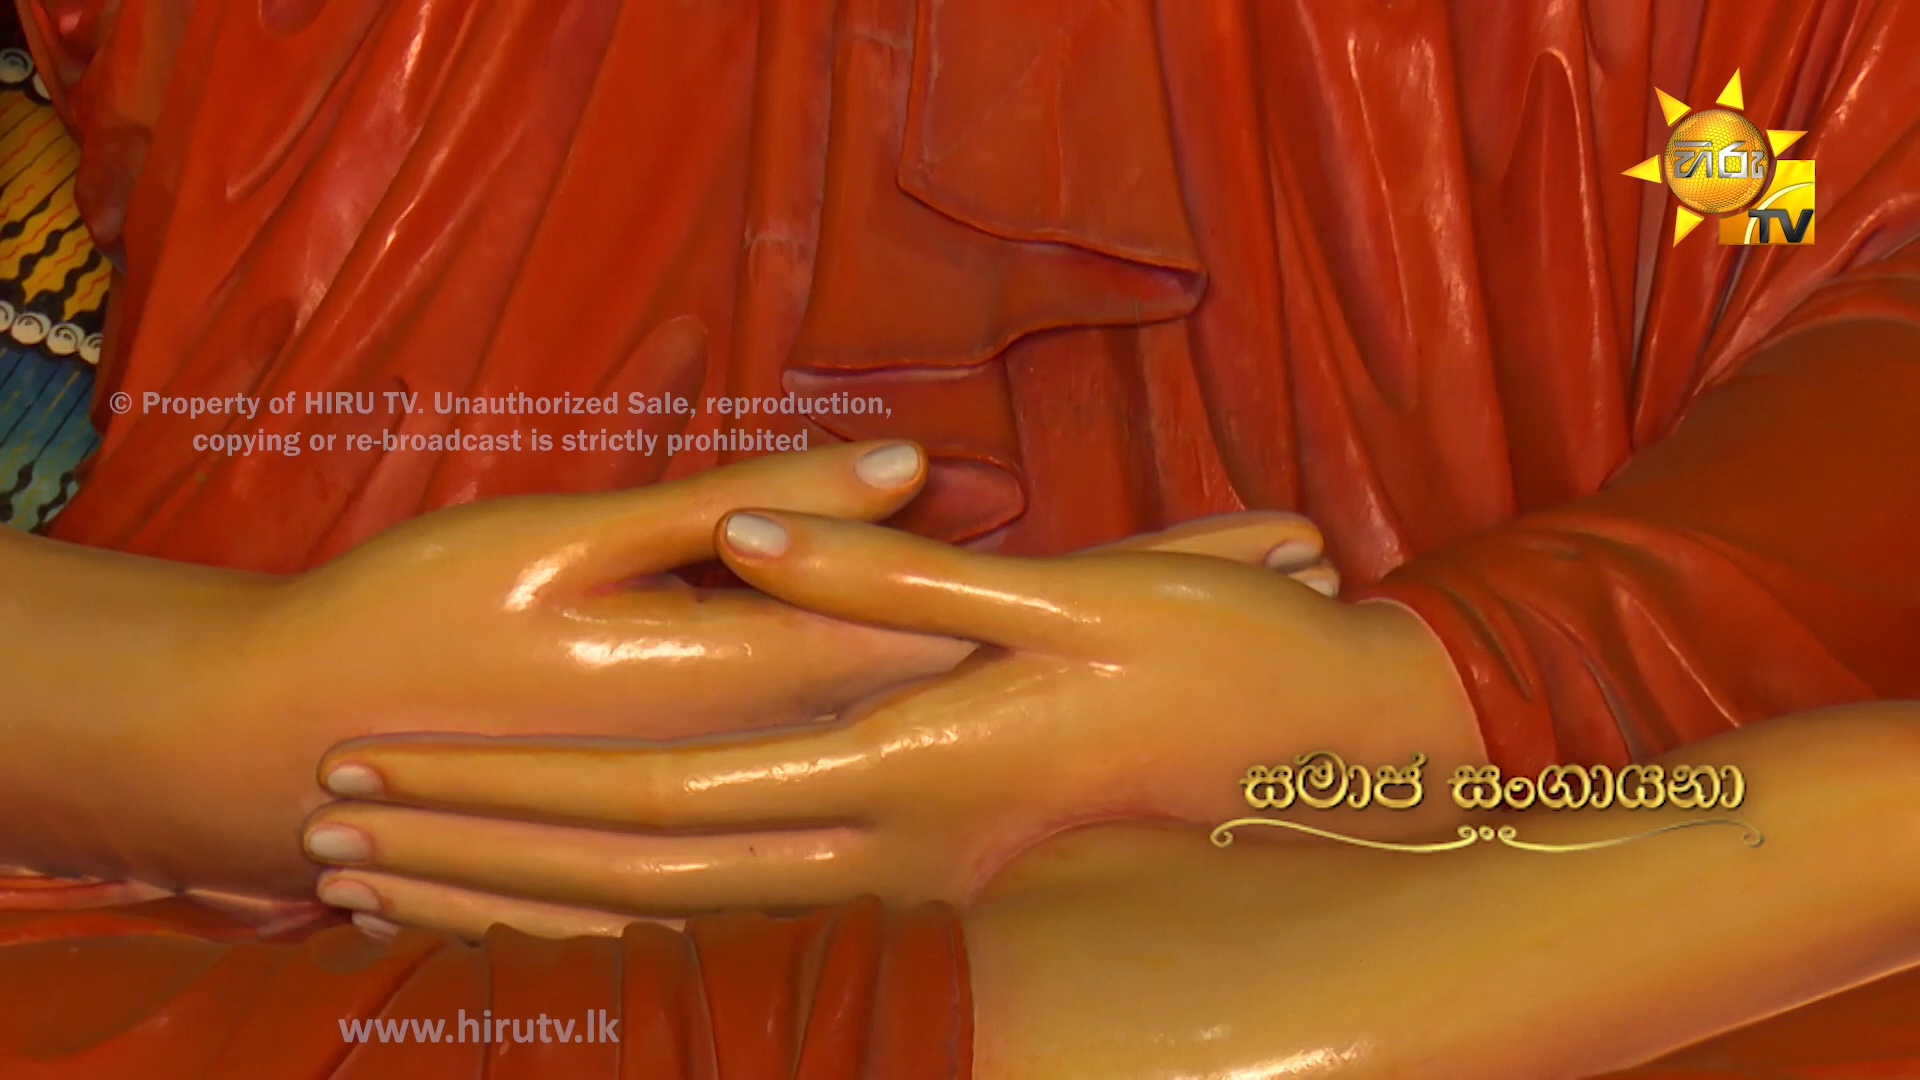 හිරු
TV
© Property of HIRU TV. Unauthorized Sale, reproduction,
copying or re-broadcast is strictly prohibited
සමාජ සංගායනා
www.hirutv.lk